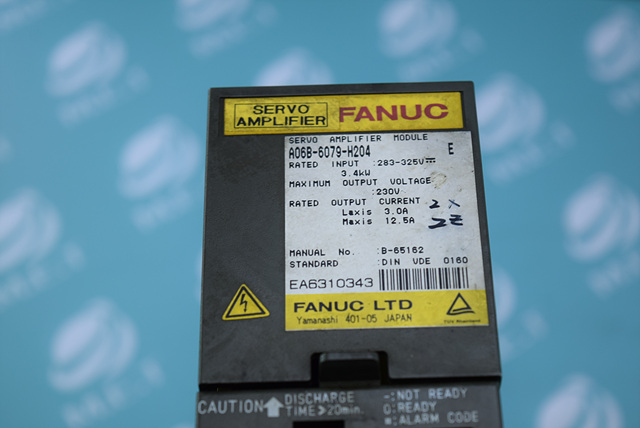 SERVO
AMPLIFIER
FANUC
SERVO AMPLIFIER MODULE
A06B-6079-H204 E
RATED INPUT :283-325V⎓
3.4kW
MAXIMUM OUTPUT VOLTAGE
:230V
RATED OUTPUT CURRENT
Laxis 3.0A
Maxis 12.5A
2X
2Z
MANUAL No. :B-65162
STANDARD :DIN VDE 0160
EA6310343
FANUC LTD
Yamanashi 401-05 JAPAN
CAUTION
DISCHARGE
TIME>20min.
-:NOT READY
0:READY
:ALARM CODE